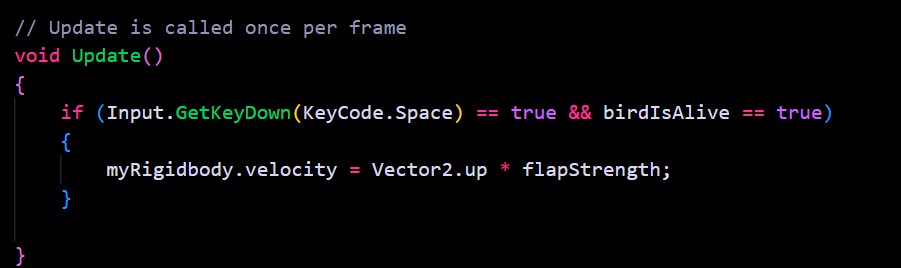 // Update is called once per frame
void Update()
{
    if (Input.GetKeyDown(KeyCode.Space) == true && birdIsAlive == true)
    {
        myRigidbody.velocity = Vector2.up * flapStrength;
    }
}